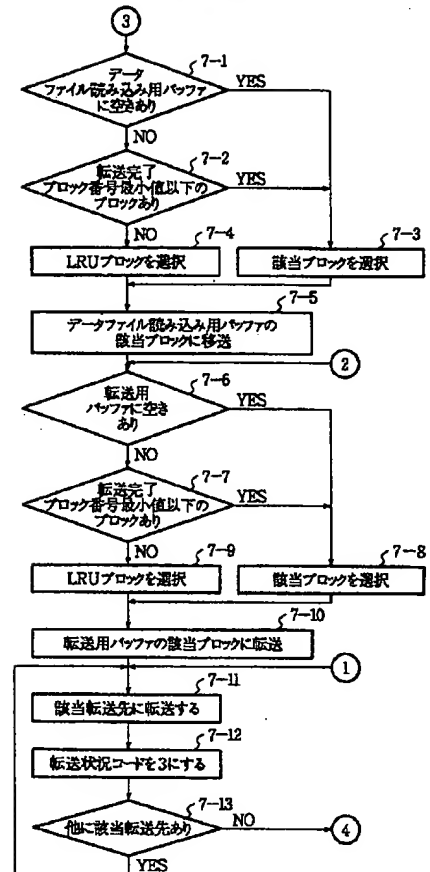 3
7-1
データ
ファイル読み込み用バッファ
に空きあり
YES
NO
7-2
転送完了
ブロック番号最小値以下の
ブロックあり
YES
NO
7-4
LRUブロックを選択
7-3
該当ブロックを選択
7-5
データファイル読み込み用バッファの
該当ブロックに移送
2
7-6
転送用
バッファに空き
あり
YES
NO
7-7
転送完了
ブロック番号最小値以下の
ブロックあり
YES
NO
7-9
LRUブロックを選択
7-8
該当ブロックを選択
7-10
転送用バッファの該当ブロックに転送
1
7-11
該当転送先に転送する
7-12
転送状況コードを3にする
7-13
他に該当転送先あり
NO
4
YES